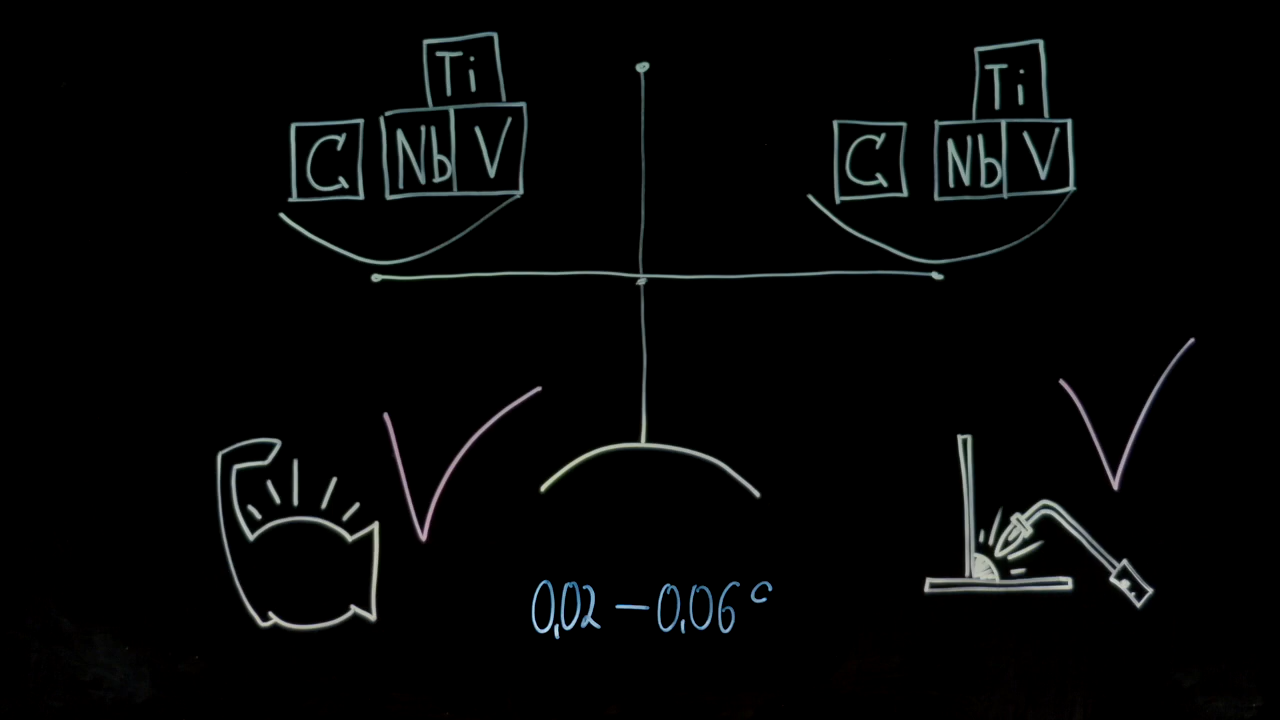 Ti Ti
C Nb V C Nb V
0,02 – 0,06 C